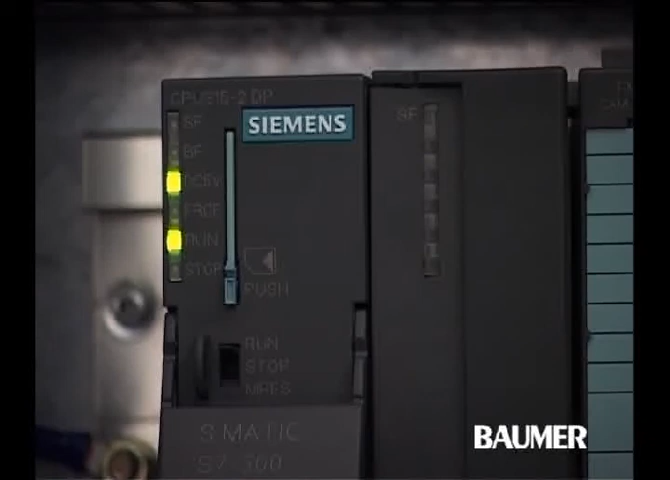 CPU315-2 DP
SIEMENS
SF
BF
DC5V
FRCE
RUN
STOP
PUSH
RUN
STOP
MRES
SIMATIC
S7-300
SF
BAUMER